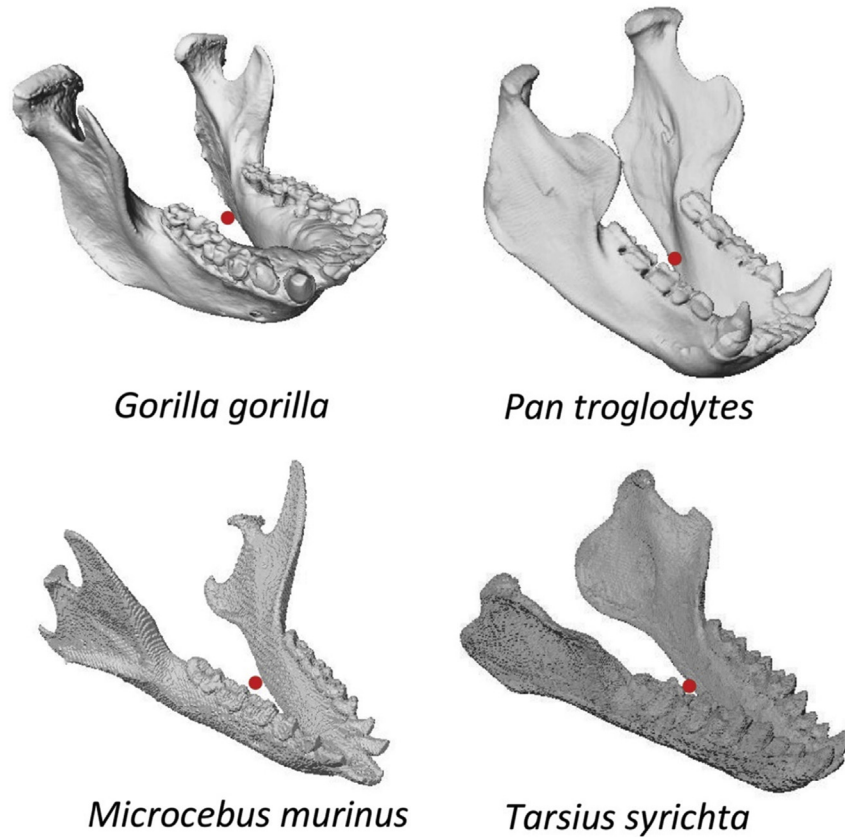 Gorilla gorilla
Pan troglodytes
Microcebus murinus
Tarsius syrichta